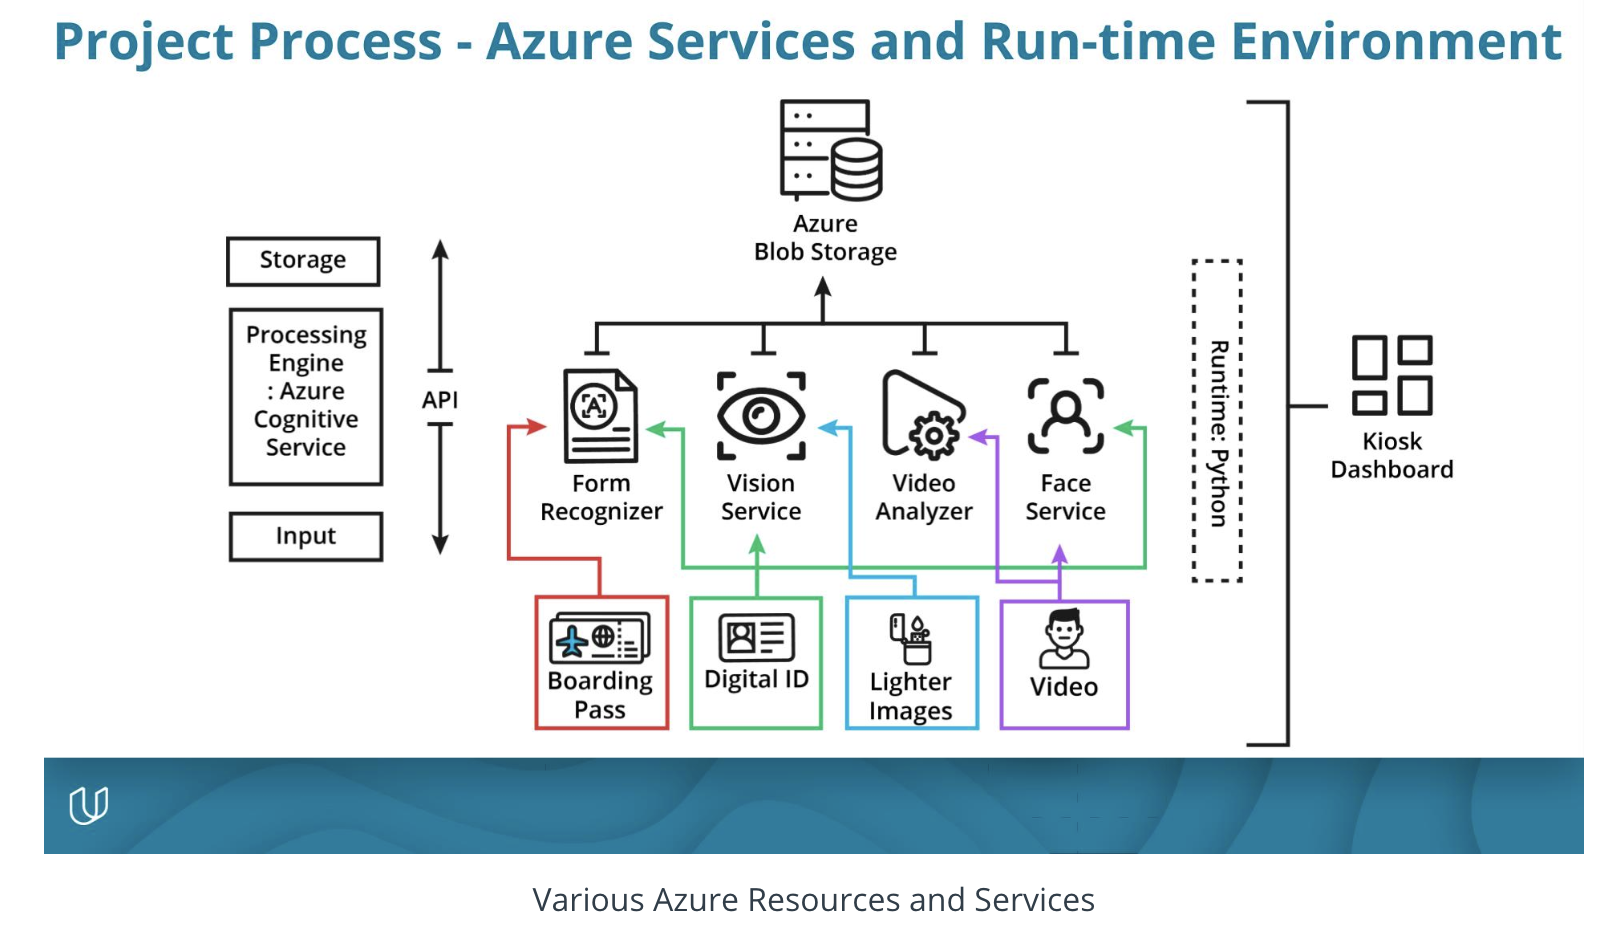 Project Process - Azure Services and Run-time Environment
Azure
Blob Storage
Storage
Processing
Engine
: Azure
Cognitive
Service
Input
API
Form
Recognizer
Vision
Service
Video
Analyzer
Face
Service
Boarding
Pass
Digital ID
Lighter
Images
Video
Runtime: Python
Kiosk
Dashboard
Various Azure Resources and Services